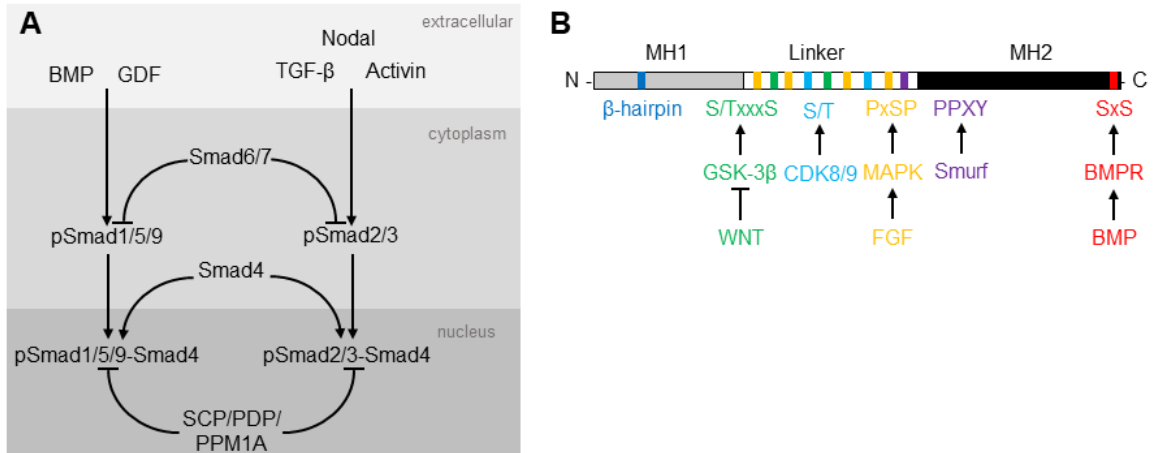 A
extracellular
Nodal
BMP GDF TGF-β Activin
cytoplasm
Smad6/7
pSmad1/5/9 pSmad2/3
Smad4
nucleus
pSmad1/5/9-Smad4 pSmad2/3-Smad4
SCP/PDP/
PPM1A
B
MH1 Linker MH2
N - - C
β-hairpin S/TxxxS S/T PxSP PPXY SxS
GSK-3β CDK8/9 MAPK Smurf BMPR
WNT FGF BMP